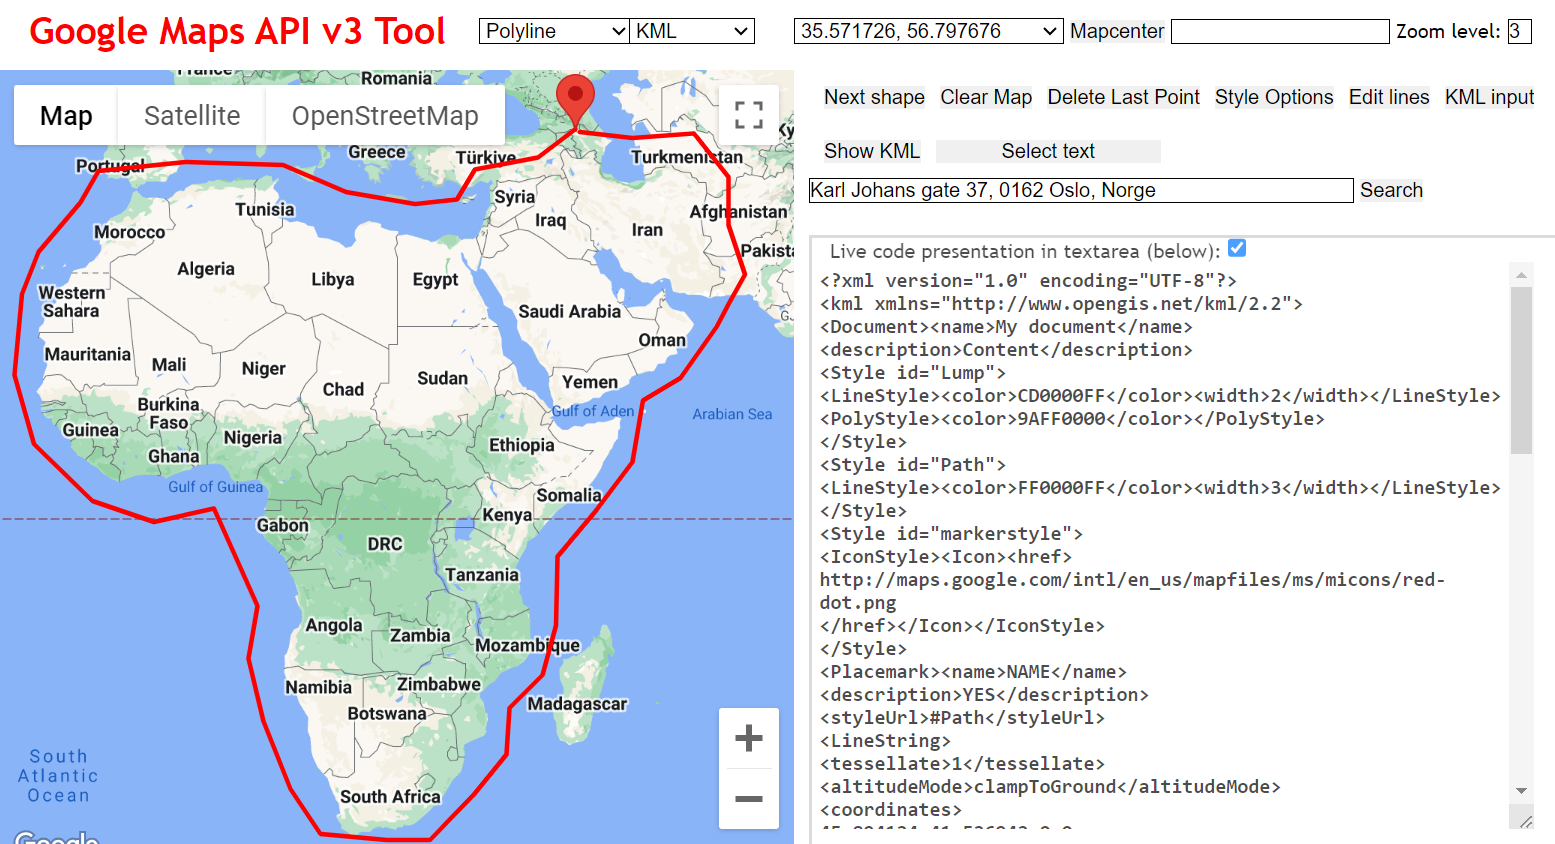 Google Maps API v3 Tool
Polyline
KML
35.571726, 56.797676
Mapcenter
Zoom level: 3
Map
Satellite
OpenStreetMap
Next shape
Clear Map
Delete Last Point
Style Options
Edit lines
KML input
Show KML
Select text
Karl Johans gate 37, 0162 Oslo, Norge
Search
France
Romania
Portugal
Greece
Türkiye
Turkmenistan
Ky
Tunisia
Syria
Afghanistan
Morocco
Iraq
Iran
Pakista
Algeria
Libya
Egypt
Western
Sahara
Saudi Arabia
Oman
Mauritania
Mali
Niger
Chad
Sudan
Yemen
Burkina
Faso
Gulf of Aden
Arabian Sea
Guinea
Nigeria
Ethiopia
Ghana
Gulf of Guinea
Somalia
Kenya
Gabon
DRC
Tanzania
Angola
Zambia
Mozambique
Namibia
Zimbabwe
Madagascar
Botswana
South
Atlantic
Ocean
South Africa
Google
Live code presentation in textarea (below):
<?xml version="1.0" encoding="UTF-8"?>
<kml xmlns="http://www.opengis.net/kml/2.2">
<Document><name>My document</name>
<description>Content</description>
<Style id="Lump">
<LineStyle><color>CD0000FF</color><width>2</width></LineStyle>
<PolyStyle><color>9AFF0000</color></PolyStyle>
</Style>
<Style id="Path">
<LineStyle><color>FF0000FF</color><width>3</width></LineStyle>
</Style>
<Style id="markerstyle">
<IconStyle><Icon><href>
http://maps.google.com/intl/en_us/mapfiles/ms/micons/red-
dot.png
</href></Icon></IconStyle>
</Style>
<Placemark><name>NAME</name>
<description>YES</description>
<styleUrl>#Path</styleUrl>
<LineString>
<tessellate>1</tessellate>
<altitudeMode>clampToGround</altitudeMode>
<coordinates>